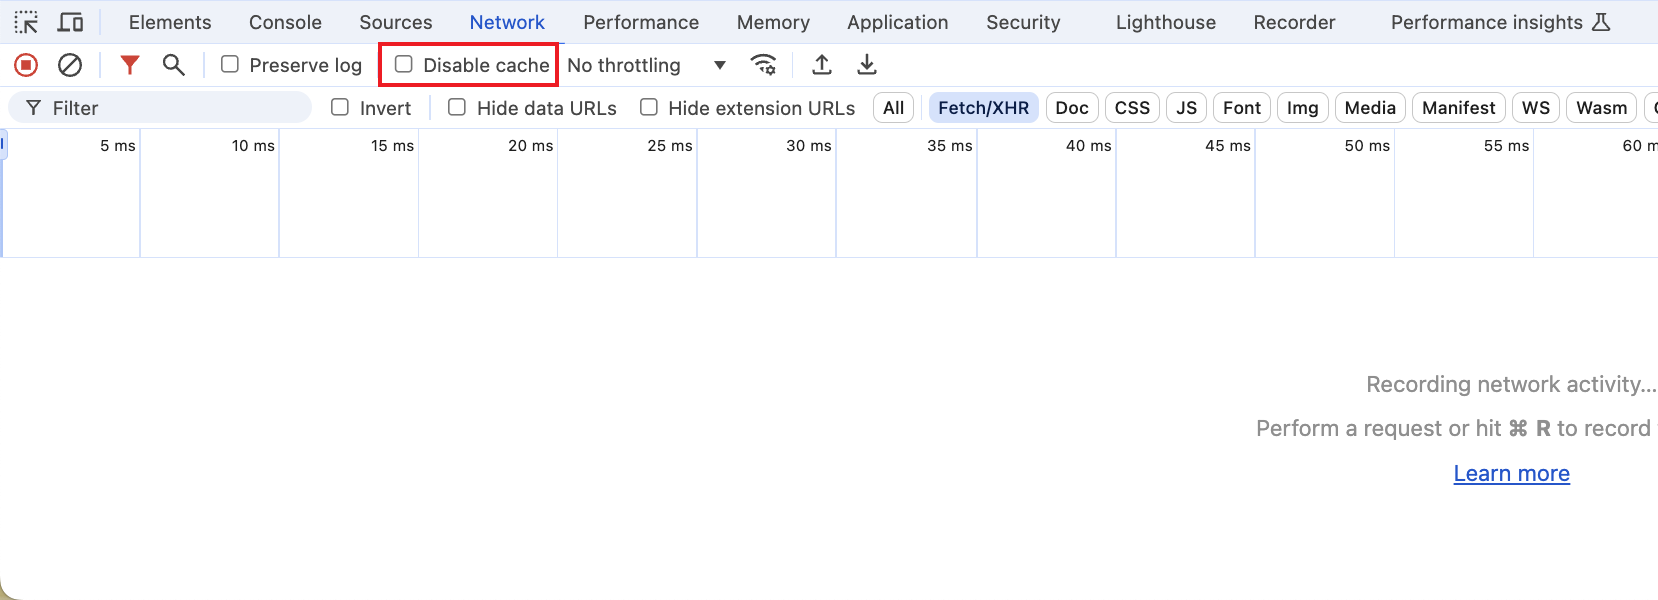 Elements Console Sources Network Performance Memory Application Security Lighthouse Recorder Performance insights
Preserve log Disable cache No throttling
Filter Invert Hide data URLs Hide extension URLs All Fetch/XHR Doc CSS JS Font Img Media Manifest WS Wasm
5 ms 10 ms 15 ms 20 ms 25 ms 30 ms 35 ms 40 ms 45 ms 50 ms 55 ms 60 m
Recording network activity...
Perform a request or hit ⌘ R to record
Learn more